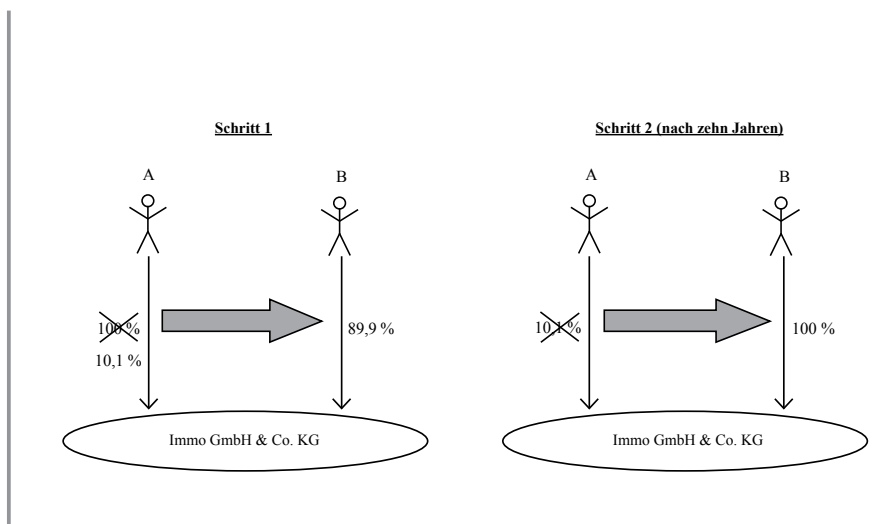 Schritt 1
A
B
100 %
10,1 %
89,9 %
Immo GmbH & Co. KG
Schritt 2 (nach zehn Jahren)
A
B
10,1 %
100 %
Immo GmbH & Co. KG